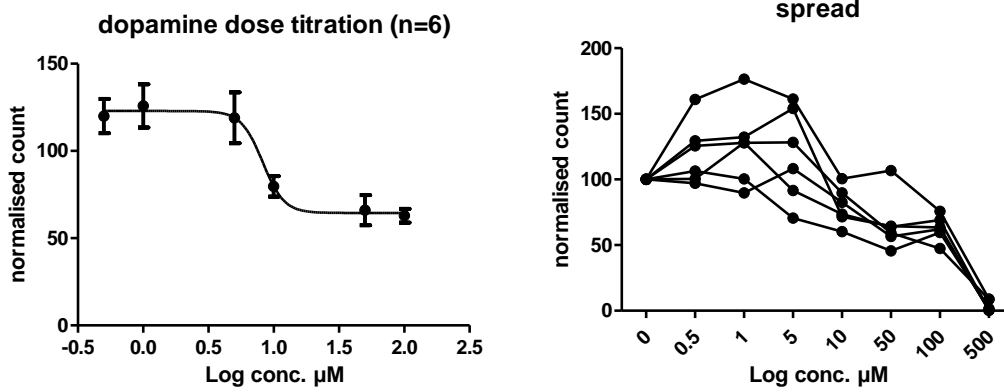 dopamine dose titration (n=6)
150
100
50
0
-0.5 0.0 0.5 1.0 1.5 2.0 2.5
normalised count
Log conc. µM
spread
200
150
100
50
0
0 0.5 1 5 10 50 100 500
normalised count
Log conc. µM